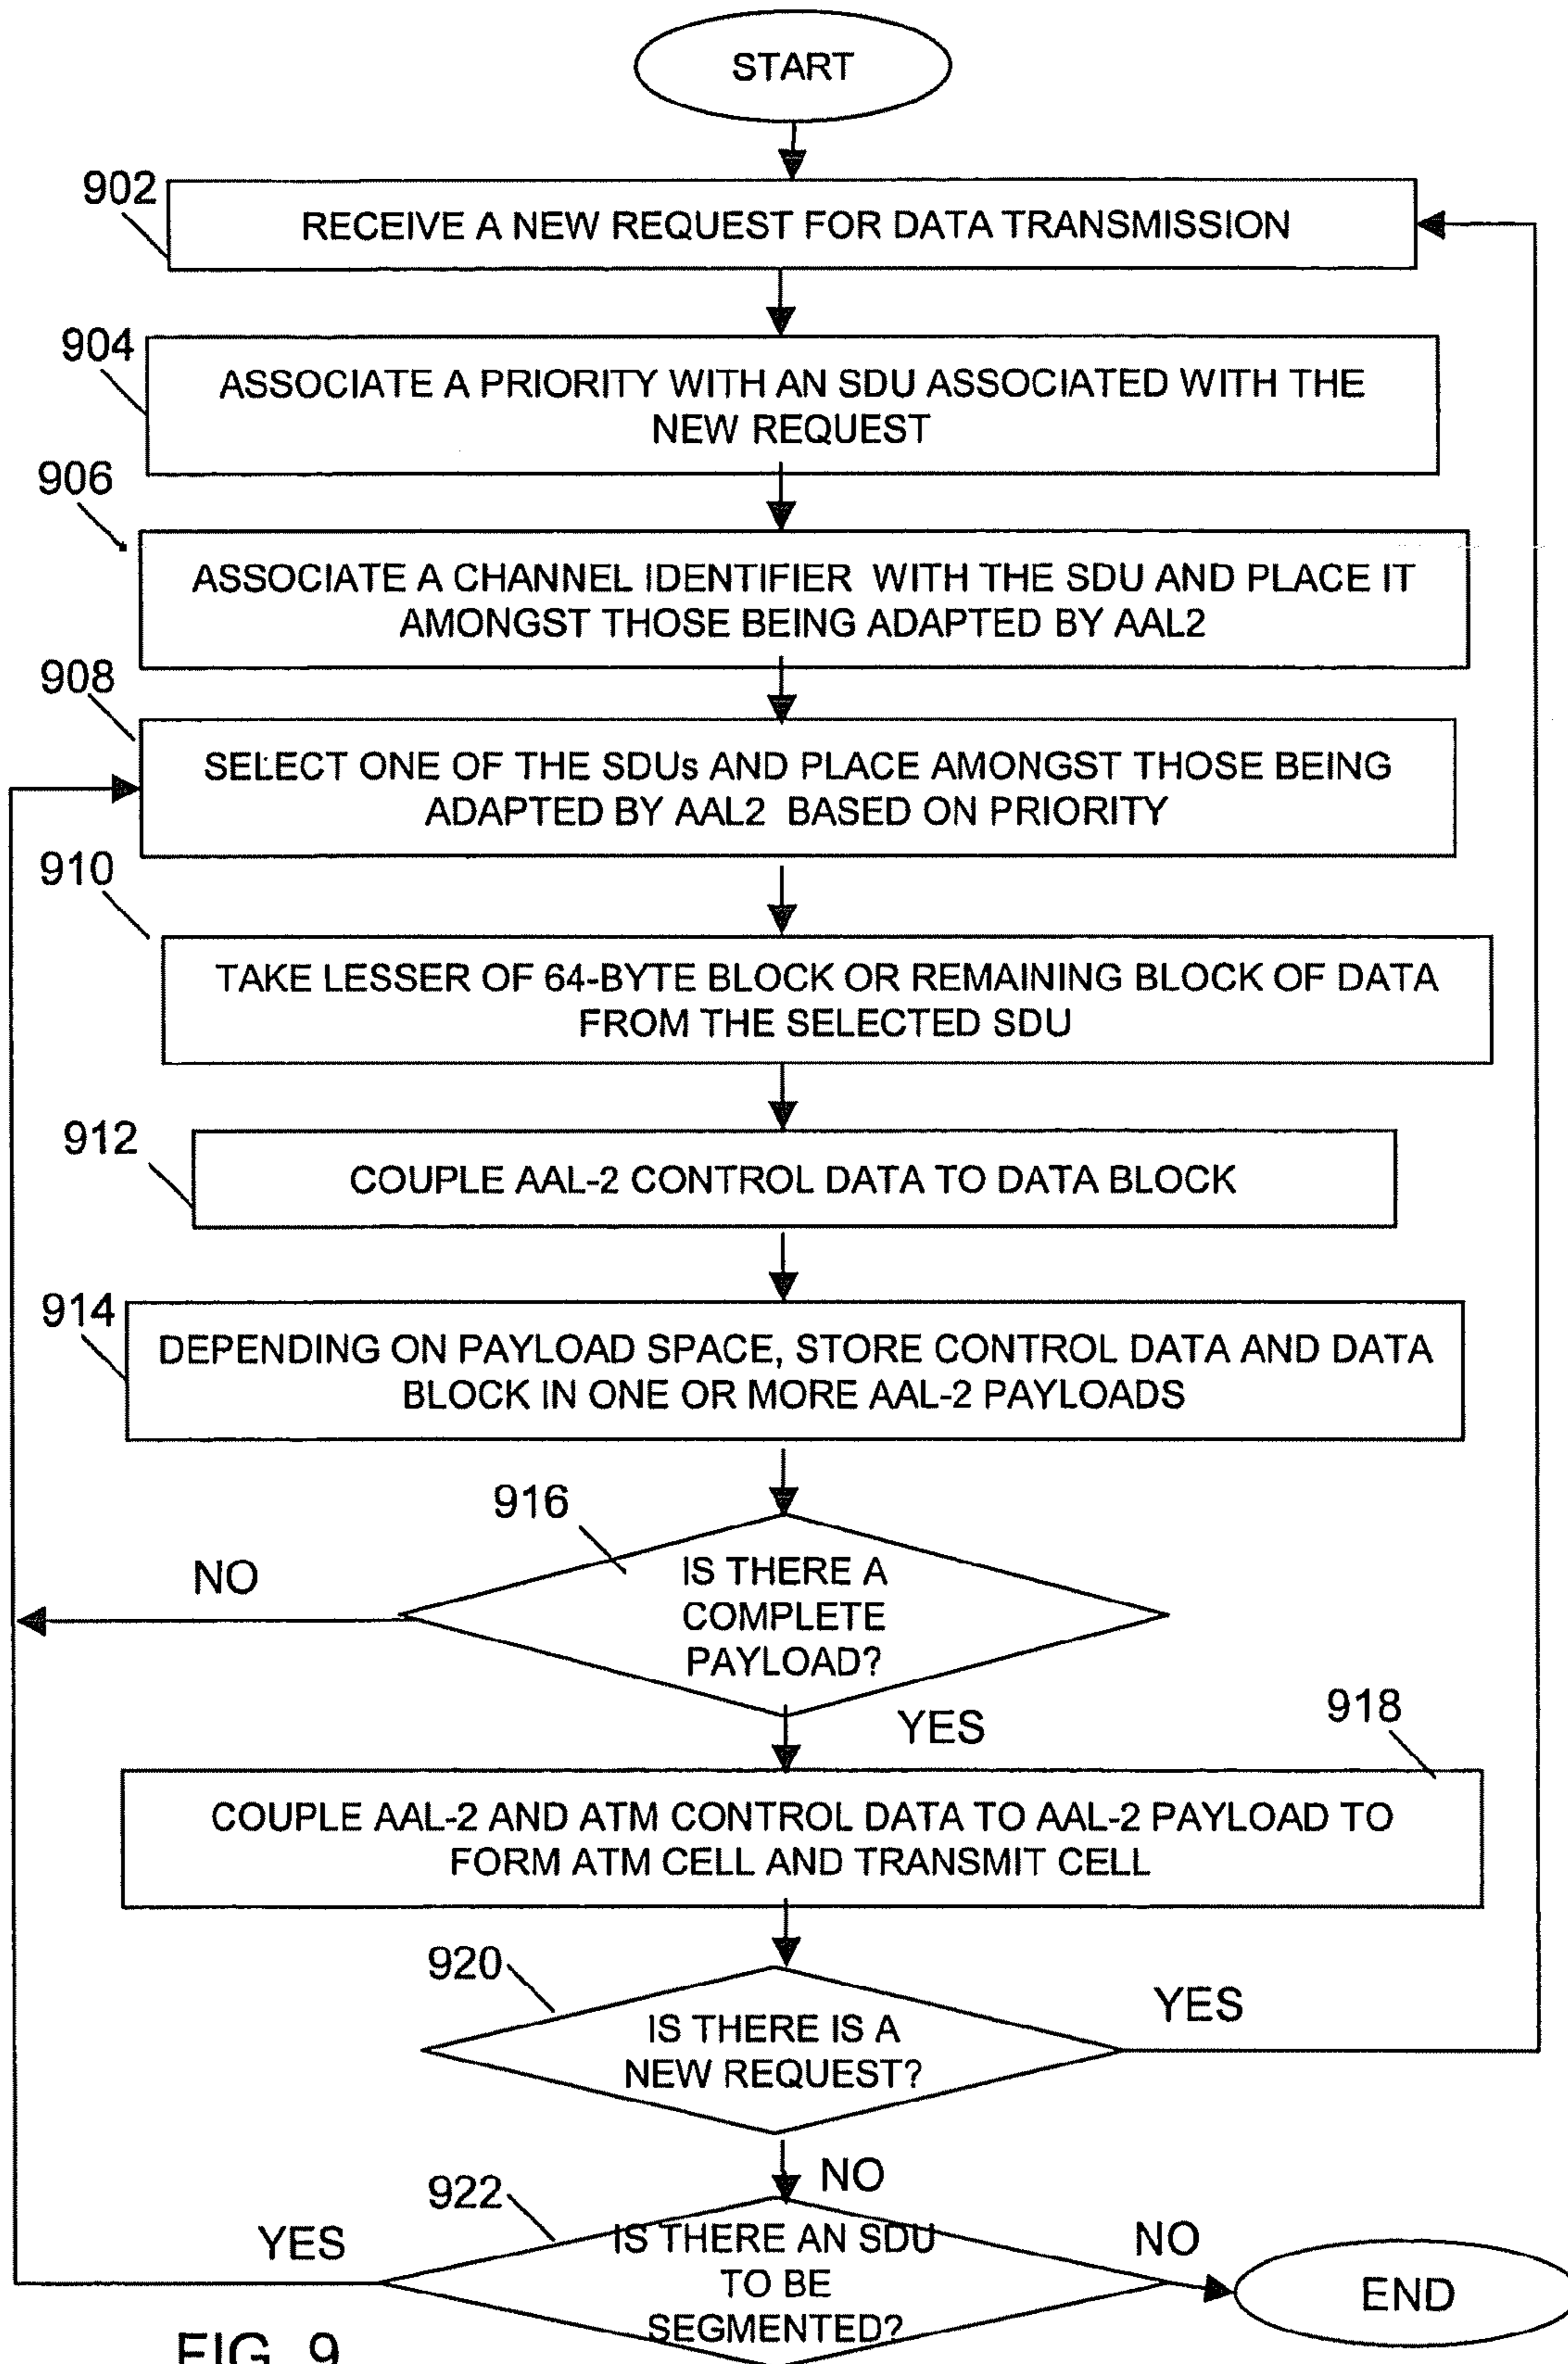 START
902
RECEIVE A NEW REQUEST FOR DATA TRANSMISSION
904
ASSOCIATE A PRIORITY WITH AN SDU ASSOCIATED WITH THE
NEW REQUEST
906
ASSOCIATE A CHANNEL IDENTIFIER WITH THE SDU AND PLACE IT
AMONGST THOSE BEING ADAPTED BY AAL2
908
SELECT ONE OF THE SDUs AND PLACE AMONGST THOSE BEING
ADAPTED BY AAL2 BASED ON PRIORITY
910
TAKE LESSER OF 64-BYTE BLOCK OR REMAINING BLOCK OF DATA
FROM THE SELECTED SDU
912
COUPLE AAL-2 CONTROL DATA TO DATA BLOCK
914
DEPENDING ON PAYLOAD SPACE, STORE CONTROL DATA AND DATA
BLOCK IN ONE OR MORE AAL-2 PAYLOADS
916
NO
IS THERE A
COMPLETE
PAYLOAD?
YES
918
COUPLE AAL-2 AND ATM CONTROL DATA TO AAL-2 PAYLOAD TO
FORM ATM CELL AND TRANSMIT CELL
920
YES
IS THERE IS A
NEW REQUEST?
NO
922
YES
IS THERE AN SDU
TO BE
SEGMENTED?
NO
END
FIG. 9